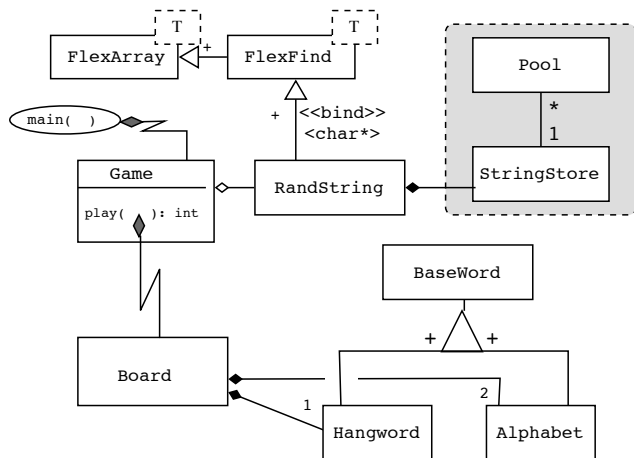 T
T
FlexArray
+
FlexFind
Pool
+
<<bind>>
<char*>
*
1
main( )
Game
RandString
StringStore
play( ): int
BaseWord
+
+
Board
1
2
Hangword
Alphabet